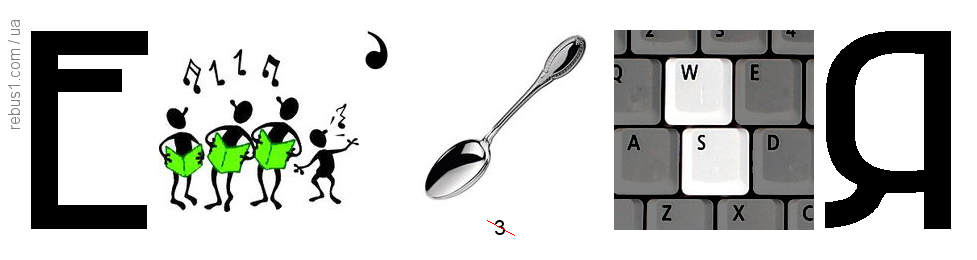 rebus1.com/ua
Е
,
3
2 3 4
Q W E
A S D
Z X C
Я